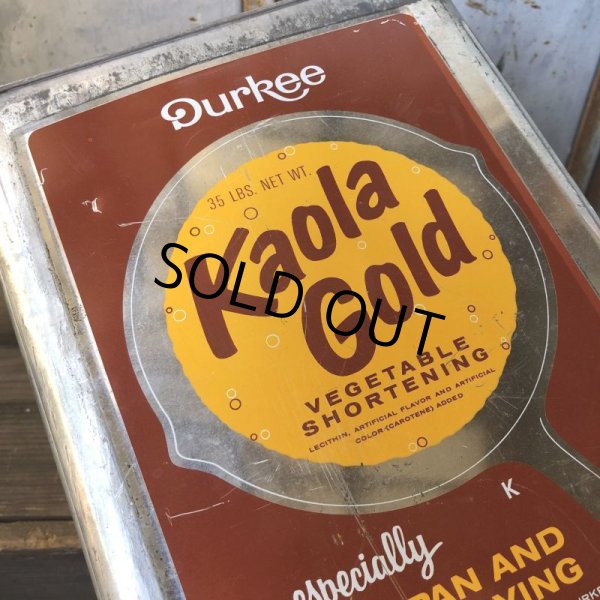 Durkee
35 LBS. NET WT.
Kaola
Gold
SOLD OUT
VEGETABLE
SHORTENING
LECITHIN, ARTIFICIAL FLAVOR AND ARTIFICIAL
COLOR (CAROTENE) ADDED
K
especially
PAN AND